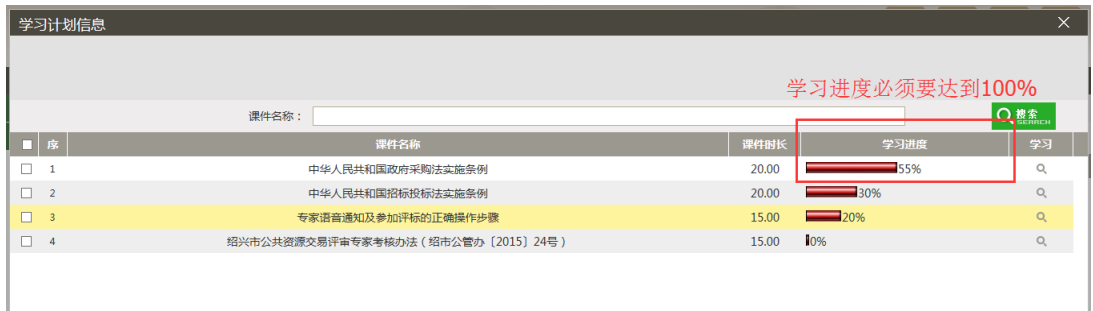 学习计划信息
学习进度必须要达到100%
课件名称： 搜索 SEARCH
序 课件名称 课件时长 学习进度 学习
1 中华人民共和国政府采购法实施条例 20.00 55%
2 中华人民共和国招标投标法实施条例 20.00 30%
3 专家语音通知及参加评标的正确操作步骤 15.00 20%
4 绍兴市公共资源交易评审专家考核办法（绍市公管办〔2015〕24号） 15.00 0%